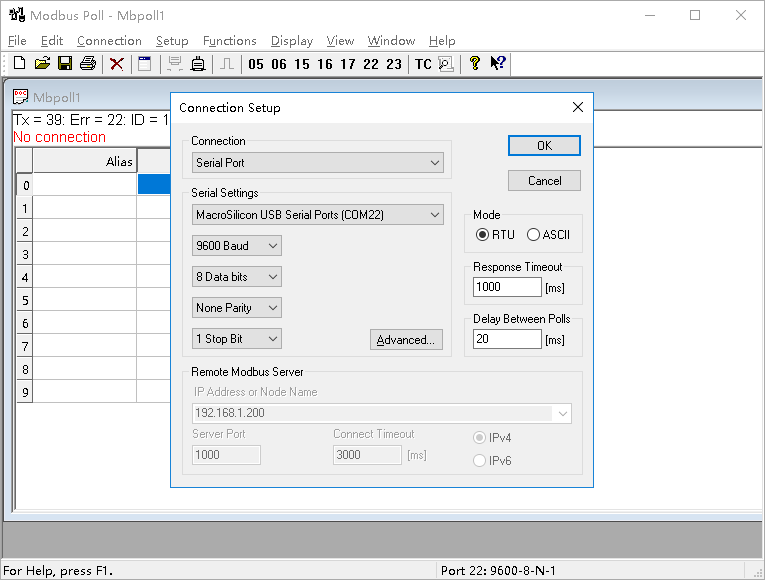 Modbus Poll - Mbpoll1
File Edit Connection Setup Functions Display View Window Help
05 06 15 16 17 22 23 TC
Mbpoll1
Tx = 39: Err = 22: ID = 1
No connection
Alias
0
1
2
3
4
5
6
7
8
9
Connection Setup
Connection
Serial Port
OK
Cancel
Serial Settings
MacroSilicon USB Serial Ports (COM22)
9600 Baud
8 Data bits
None Parity
1 Stop Bit
Advanced...
Mode
RTU ASCII
Response Timeout
1000 [ms]
Delay Between Polls
20 [ms]
Remote Modbus Server
IP Address or Node Name
192.168.1.200
Server Port Connect Timeout
1000 3000 [ms]
IPv4
IPv6
For Help, press F1. Port 22: 9600-8-N-1